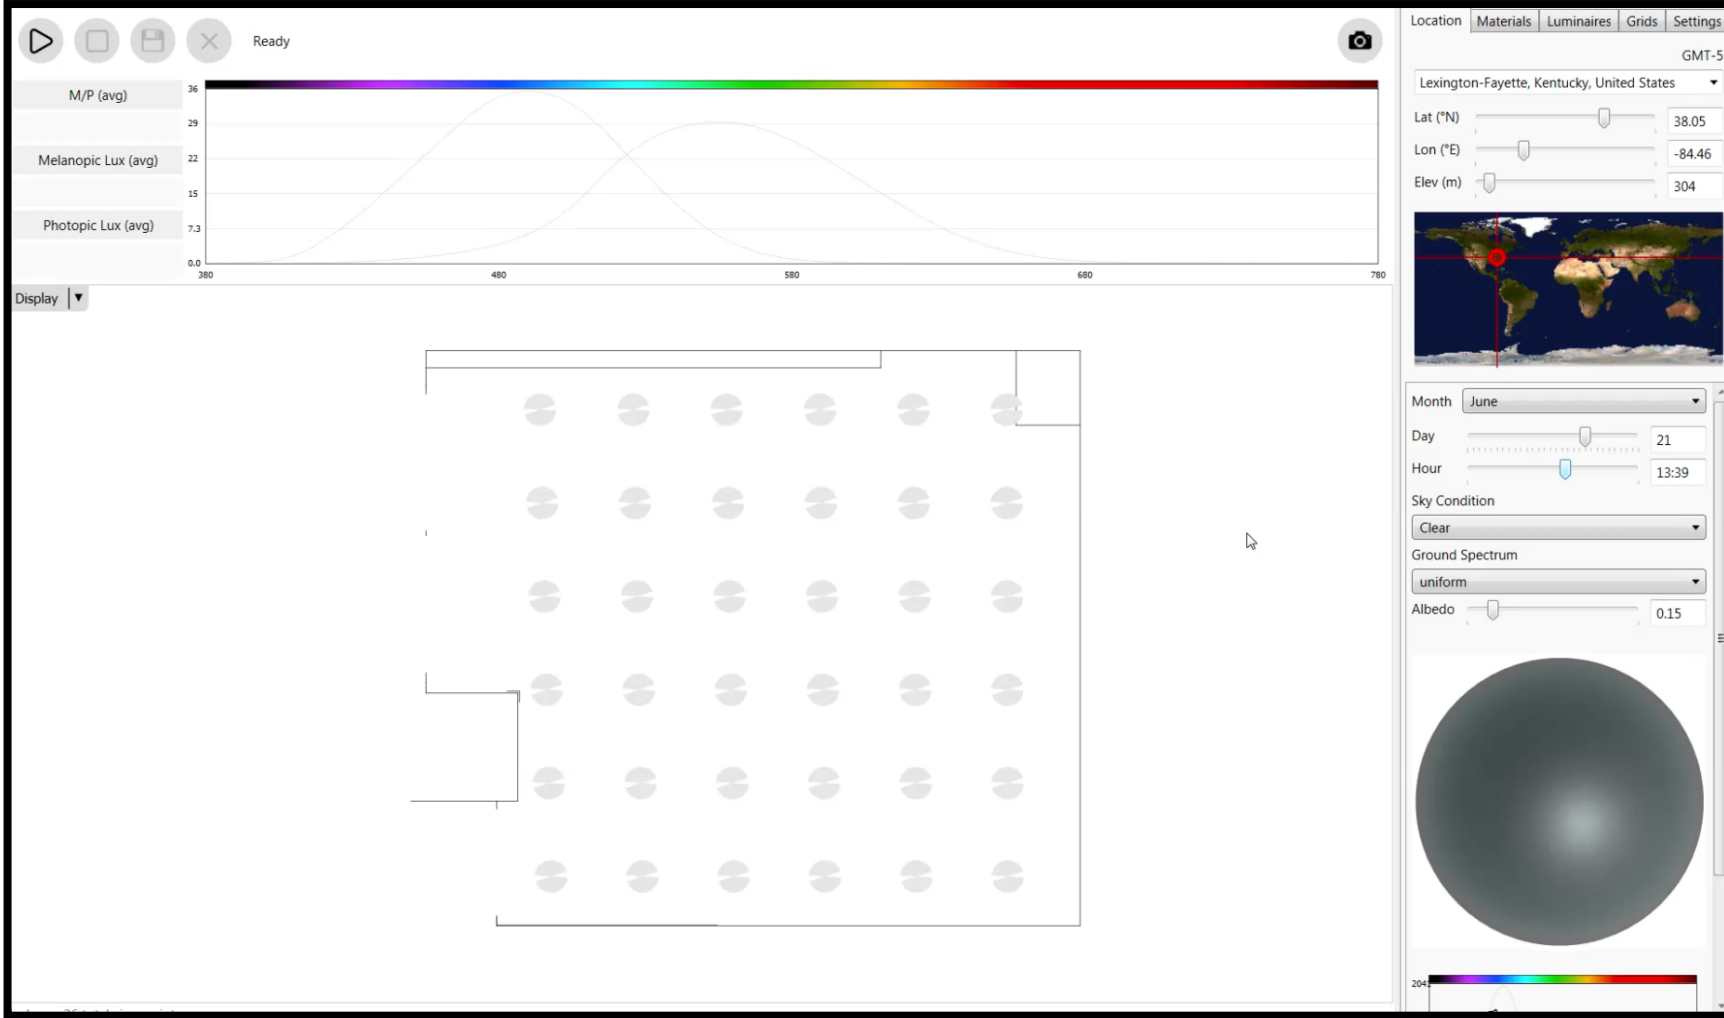 Ready
M/P (avg)
Melanopic Lux (avg)
Photopic Lux (avg)
36
29
22
15
7.3
0.0
380
480
580
680
780
Display
Location Materials Luminaires Grids Settings
GMT-5
Lexington-Fayette, Kentucky, United States
Lat (°N) 38.05
Lon (°E) -84.46
Elev (m) 304
Month June
Day 21
Hour 13:39
Sky Condition
Clear
Ground Spectrum
uniform
Albedo 0.15